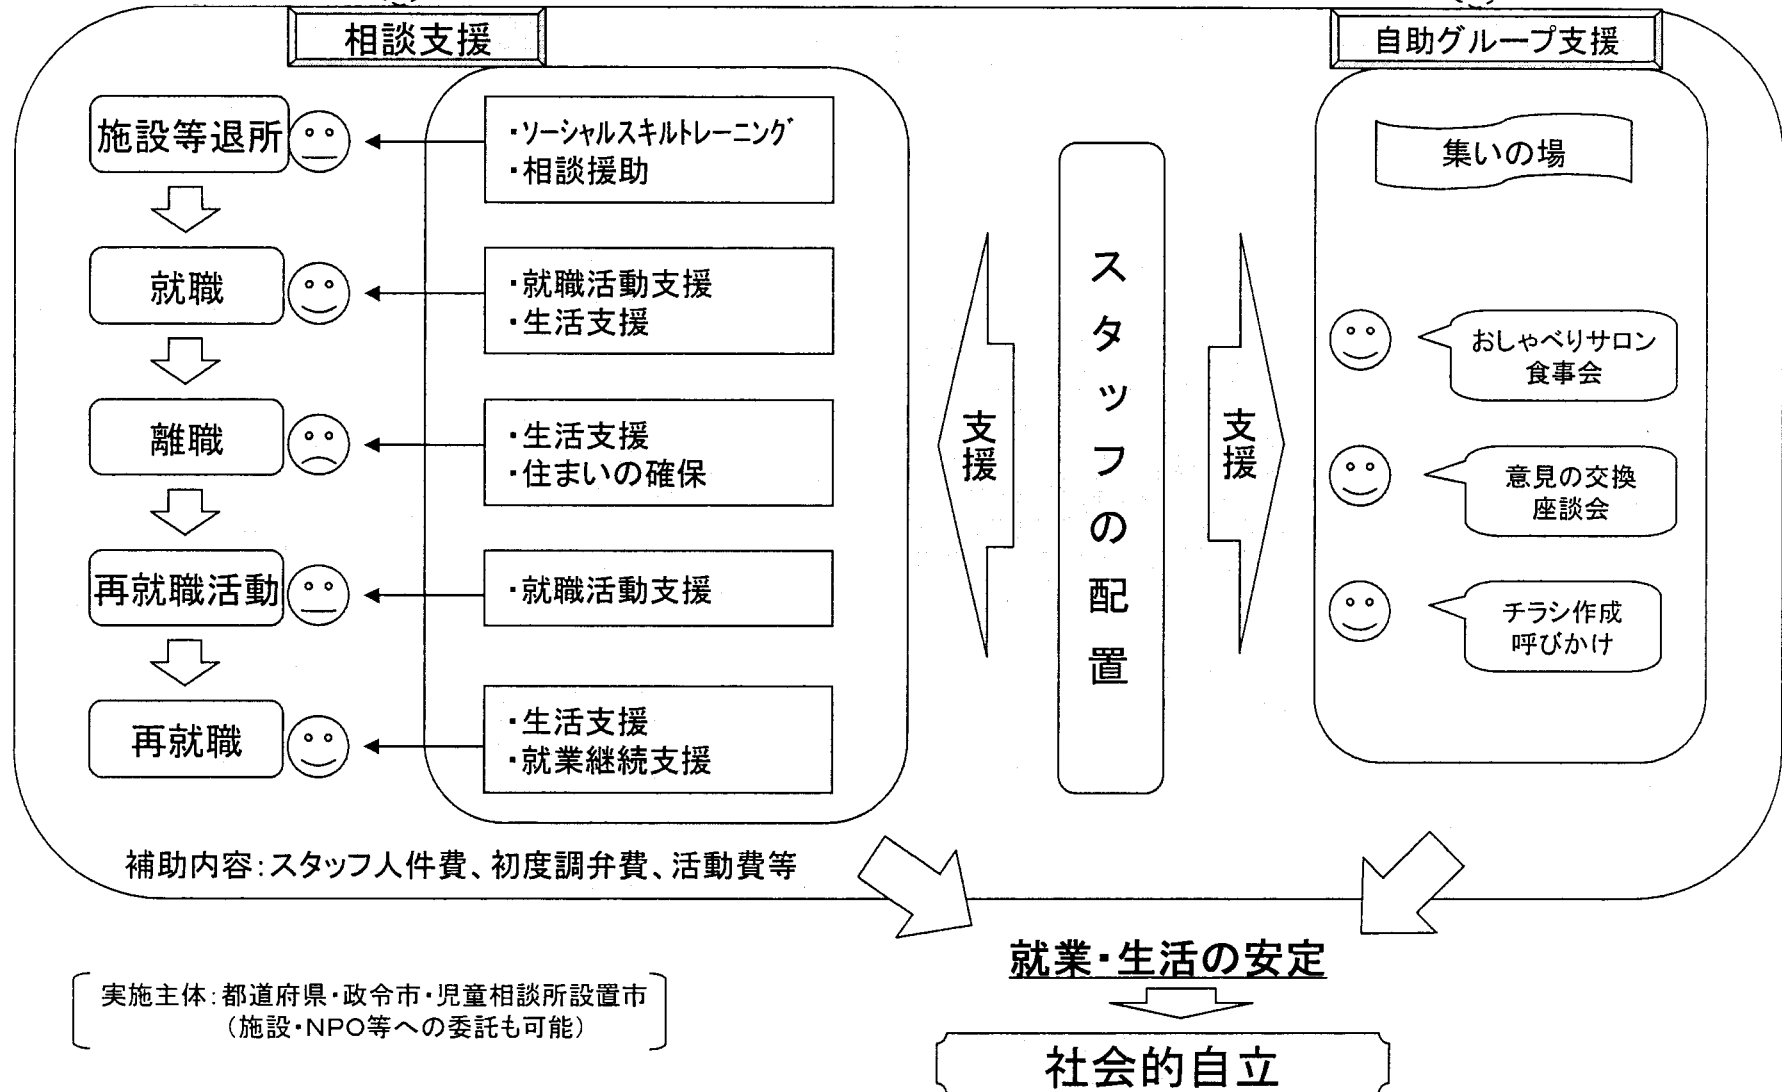 相談支援
施設等退所
・ソーシャルスキルトレーニング
・相談援助
就職
・就職活動支援
・生活支援
離職
・生活支援
・住まいの確保
再就職活動
・就職活動支援
再就職
・生活支援
・就業継続支援
支援
スタッフの配置
支援
自助グループ支援
集いの場
おしゃべりサロン
食事会
意見の交換
座談会
チラシ作成
呼びかけ
補助内容：スタッフ人件費、初度調弁費、活動費等
就業・生活の安定
社会的自立
実施主体：都道府県・政令市・児童相談所設置市
（施設・NPO等への委託も可能）